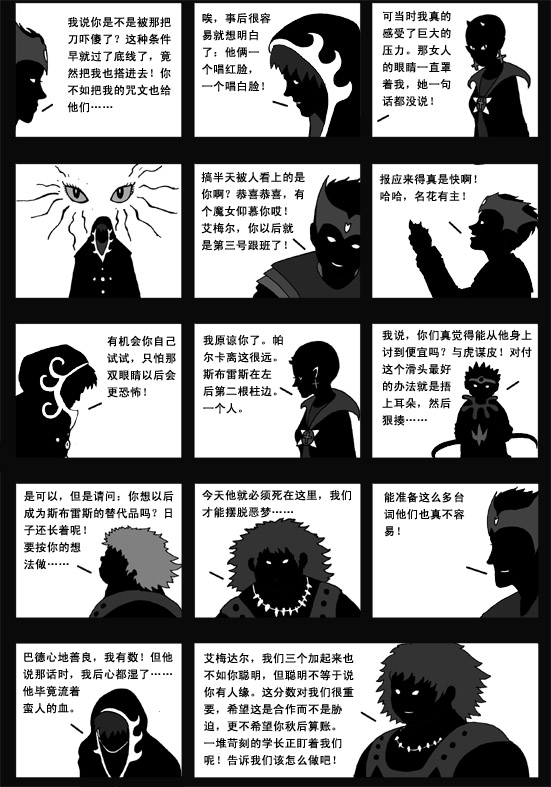 我说你是不是被那把
刀吓傻了？这种条件
早就过了底线了，竟
然把我也搭进去！你
不如把我的咒文也给
他们……
唉，事后很容
易就想明白
了：他俩一
个唱红脸，
一个唱白脸！
可当时我真的
感受了巨大的
压力。那女人
的眼睛一直罩
着我，她一句
话都没说！
搞半天被人看上的是
你啊？恭喜恭喜，有
个魔女仰慕你哎！
艾梅尔，你以后就
是第三号跟班了！
报应来得真是快啊！
哈哈，名花有主！
有机会你自己
试试，只怕那
双眼睛以后会
更恐怖！
我原谅你了。帕
尔卡离这很远。
斯布雷斯在左
后第二根柱边。
一个人。
我说，你们真觉得能从他身上
讨到便宜吗？与虎谋皮！对付
这个滑头最好
的办法就是捂
上耳朵，然后
狠揍……
是可以，但是请问：你想以后
成为斯布雷斯的替代品吗？日
子还长着呢！
要按你的想
法做……
今天他就必须死在这里，我们
才能摆脱恶梦……
能准备这么多台
词他们也真不容
易！
巴德心地善良，我有数！但他
说那话时，我后心都湿了……
他毕竟流着
蛮人的血。
艾梅达尔，我们三个加起来也
不如你聪明，但聪明不等于说
你有人缘。这分数对我们很重
要，希望这是合作而不是胁
迫，更不希望你秋后算账。
一堆苛刻的学长正盯着我们
呢！告诉我们该怎么做吧！